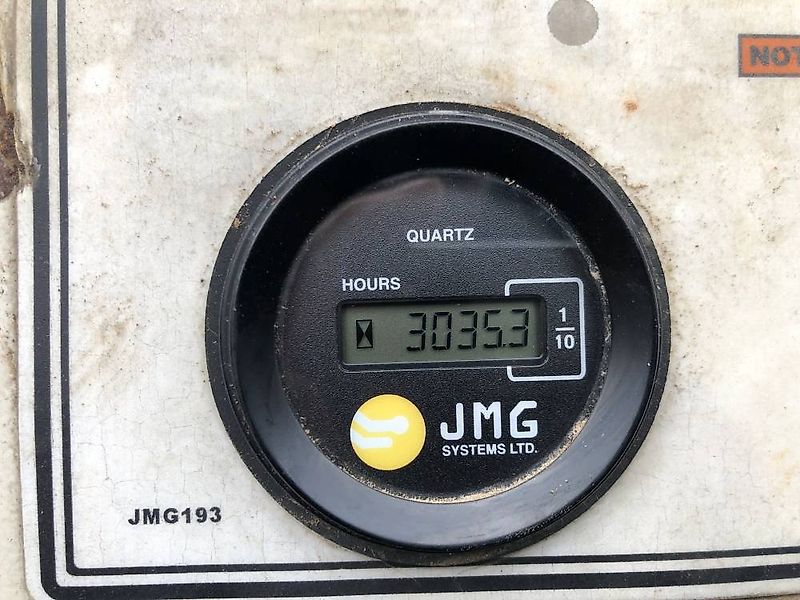 NOT
QUARTZ
HOURS
3035.3
1
10
JMG
SYSTEMS LTD.
JMG193